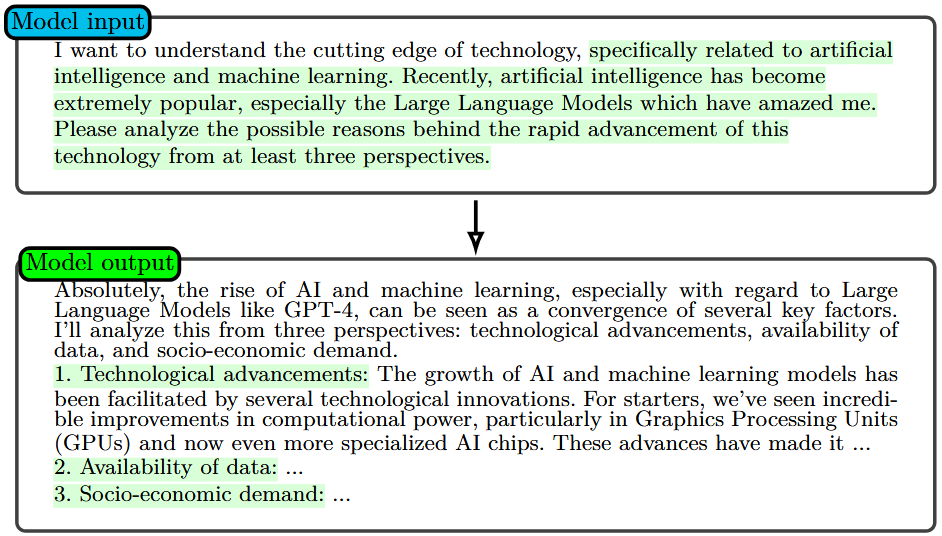 Model input
I want to understand the cutting edge of technology, specifically related to artificial
intelligence and machine learning. Recently, artificial intelligence has become
extremely popular, especially the Large Language Models which have amazed me.
Please analyze the possible reasons behind the rapid advancement of this
technology from at least three perspectives.
Model output
Absolutely, the rise of AI and machine learning, especially with regard to Large
Language Models like GPT-4, can be seen as a convergence of several key factors.
I'll analyze this from three perspectives: technological advancements, availability of
data, and socio-economic demand.
1. Technological advancements: The growth of AI and machine learning models has
been facilitated by several technological innovations. For starters, we've seen incredi-
ble improvements in computational power, particularly in Graphics Processing Units
(GPUs) and now even more specialized AI chips. These advances have made it ...
2. Availability of data: ...
3. Socio-economic demand: ...